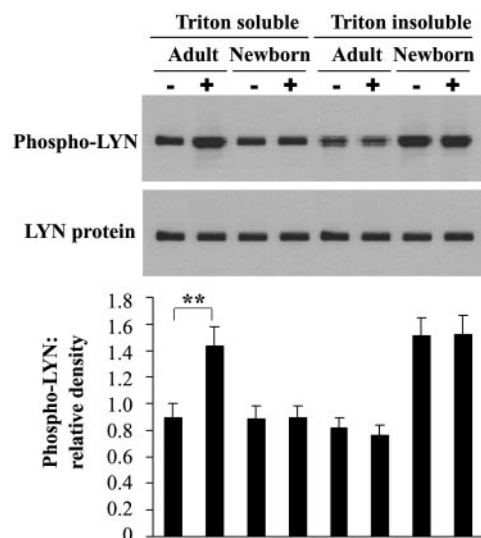 Triton soluble Triton insoluble
Adult Newborn Adult Newborn
- + - + - + - +
Phospho-LYN
LYN protein
Phospho-LYN:
relative density
1.8
1.6
1.4
1.2
1.0
0.8
0.6
0.4
0.2
0
**